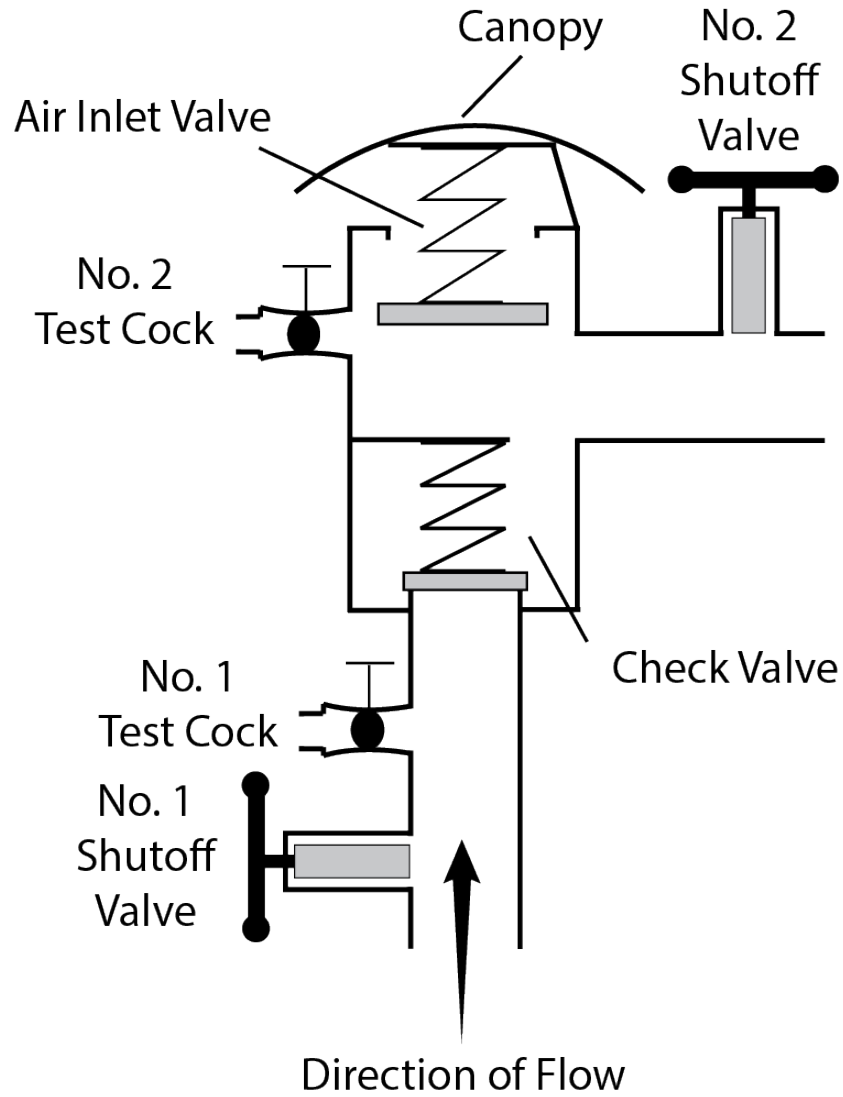 Canopy
No. 2
Shutoff
Valve
Air Inlet Valve
No. 2
Test Cock
No. 1
Test Cock
Check Valve
No. 1
Shutoff
Valve
Direction of Flow